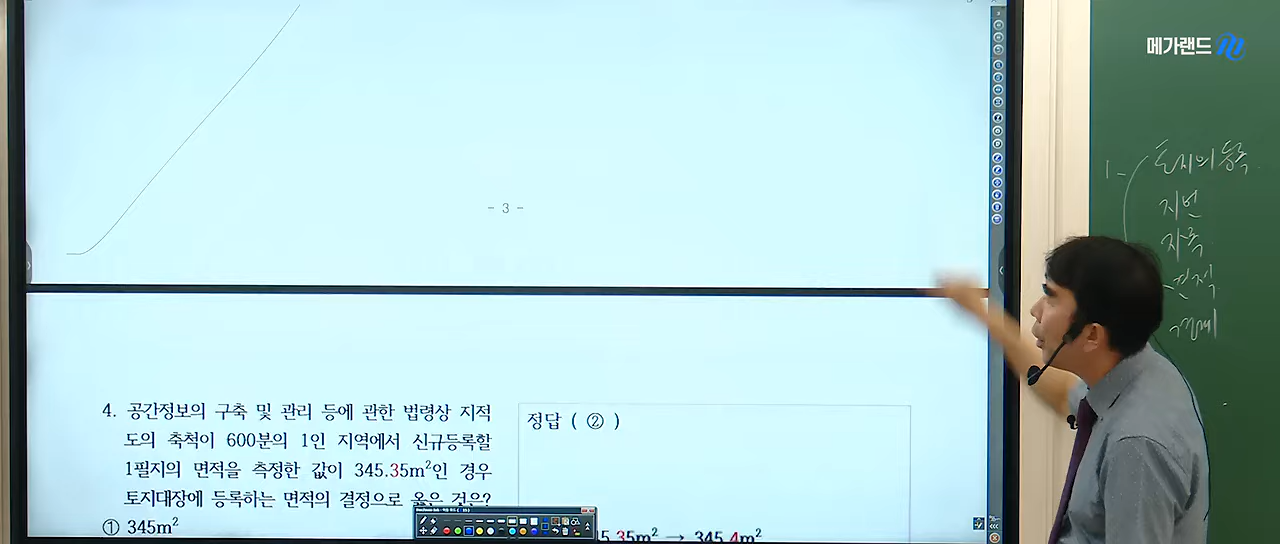 메가랜드
- 3 -
4. 공간정보의 구축 및 관리 등에 관한 법령상 지적
도의 축척이 600분의 1인 지역에서 신규등록할
1필지의 면적을 측정한 값이 345.35m²인 경우
토지대장에 등록하는 면적의 결정으로 옳은 것은?
① 345m²
정답 ( ② )
5.35m² → 345.4m²
1 -
토지의 등록
지번
지목
면적
경계